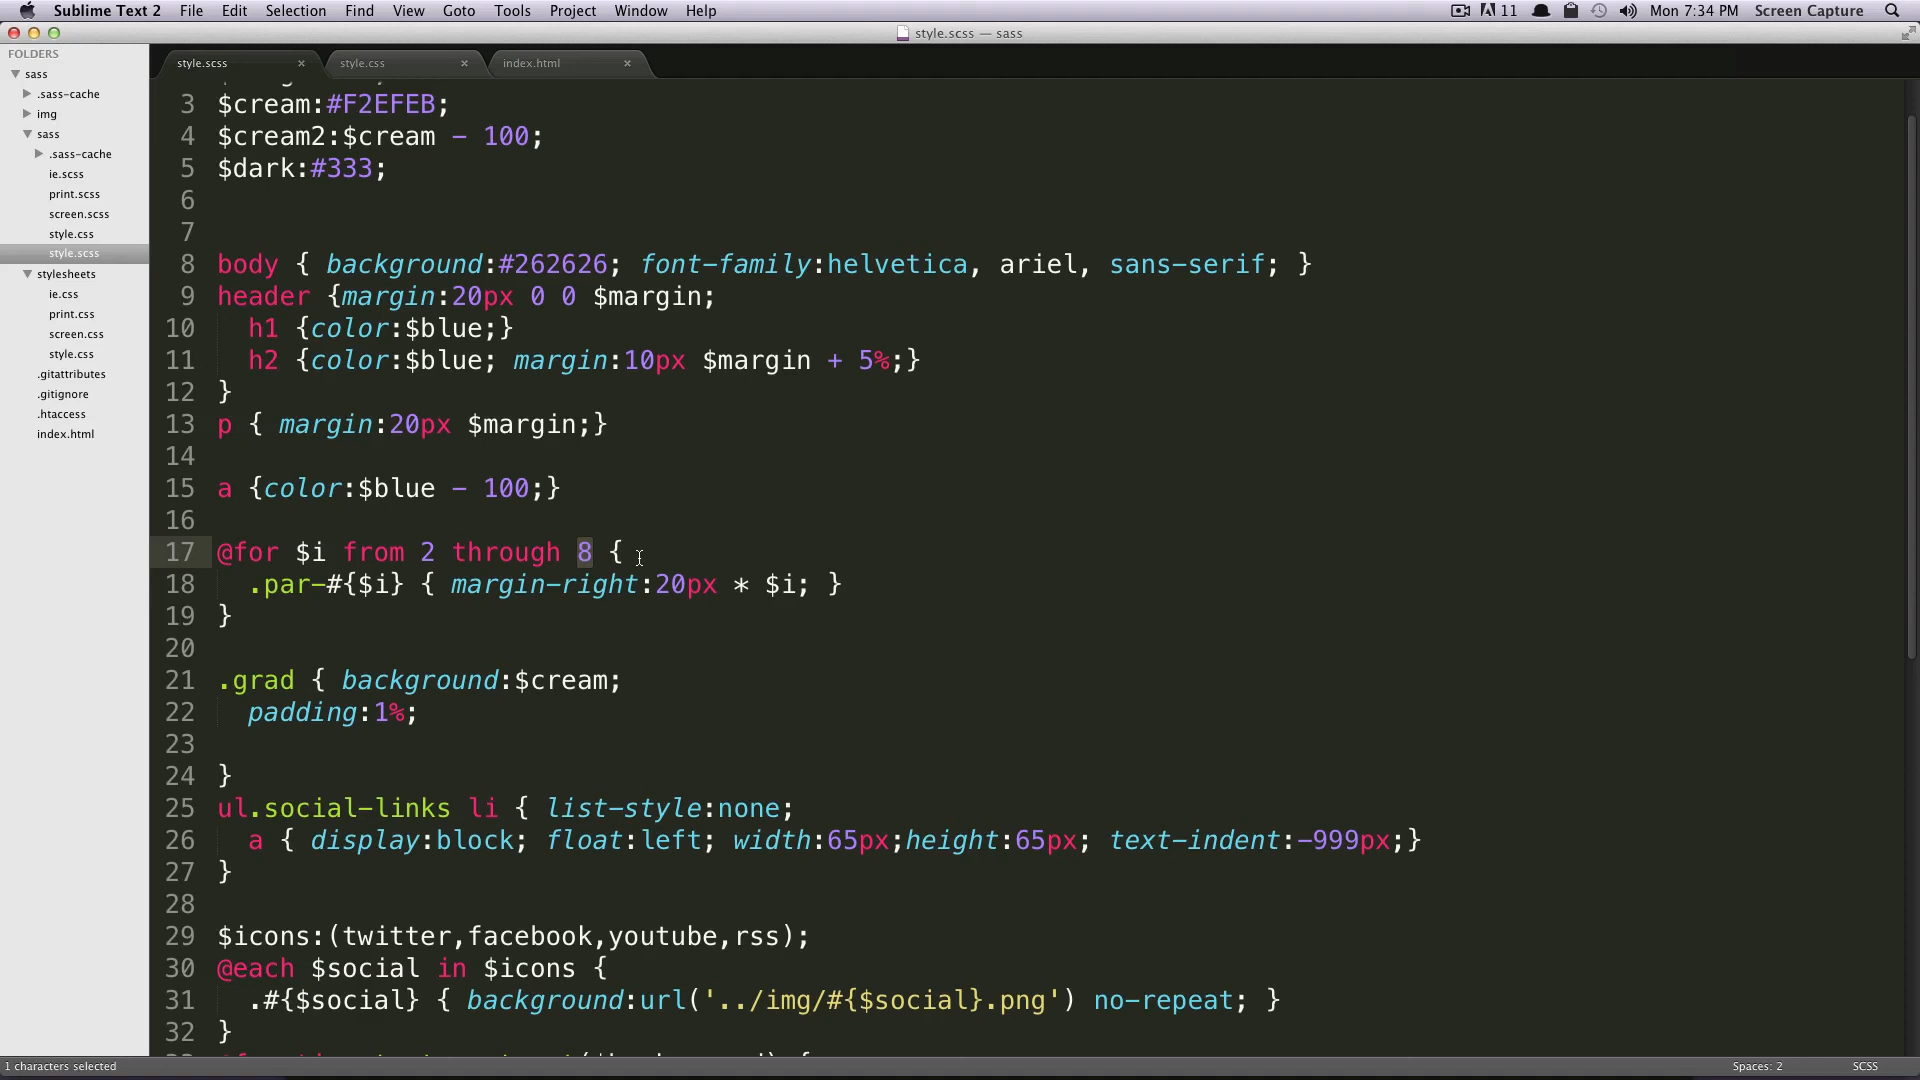 Sublime Text 2 File Edit Selection Find View Goto Tools Project Window Help 11 Mon 7:34 PM Screen Capture
style.scss — sass
FOLDERS
sass
.sass-cache
img
sass
.sass-cache
ie.scss
print.scss
screen.scss
style.css
style.scss
stylesheets
ie.css
print.css
screen.css
style.css
.gitattributes
.gitignore
.htaccess
index.html
style.scss × style.css × index.html ×
3 $cream:#F2EFEB;
4 $cream2:$cream - 100;
5 $dark:#333;
6
7
8 body { background:#262626; font-family:helvetica, ariel, sans-serif; }
9 header {margin:20px 0 0 $margin;
10 h1 {color:$blue;}
11 h2 {color:$blue; margin:10px $margin + 5%;}
12 }
13 p { margin:20px $margin;}
14
15 a {color:$blue - 100;}
16
17 @for $i from 2 through 8 {
18 .par-#{$i} { margin-right:20px * $i; }
19 }
20
21 .grad { background:$cream;
22 padding:1%;
23
24 }
25 ul.social-links li { list-style:none;
26 a { display:block; float:left; width:65px;height:65px; text-indent:-999px;}
27 }
28
29 $icons:(twitter,facebook,youtube,rss);
30 @each $social in $icons {
31 .#{$social} { background:url('../img/#{$social}.png') no-repeat; }
32 }
1 characters selected Spaces: 2 SCSS